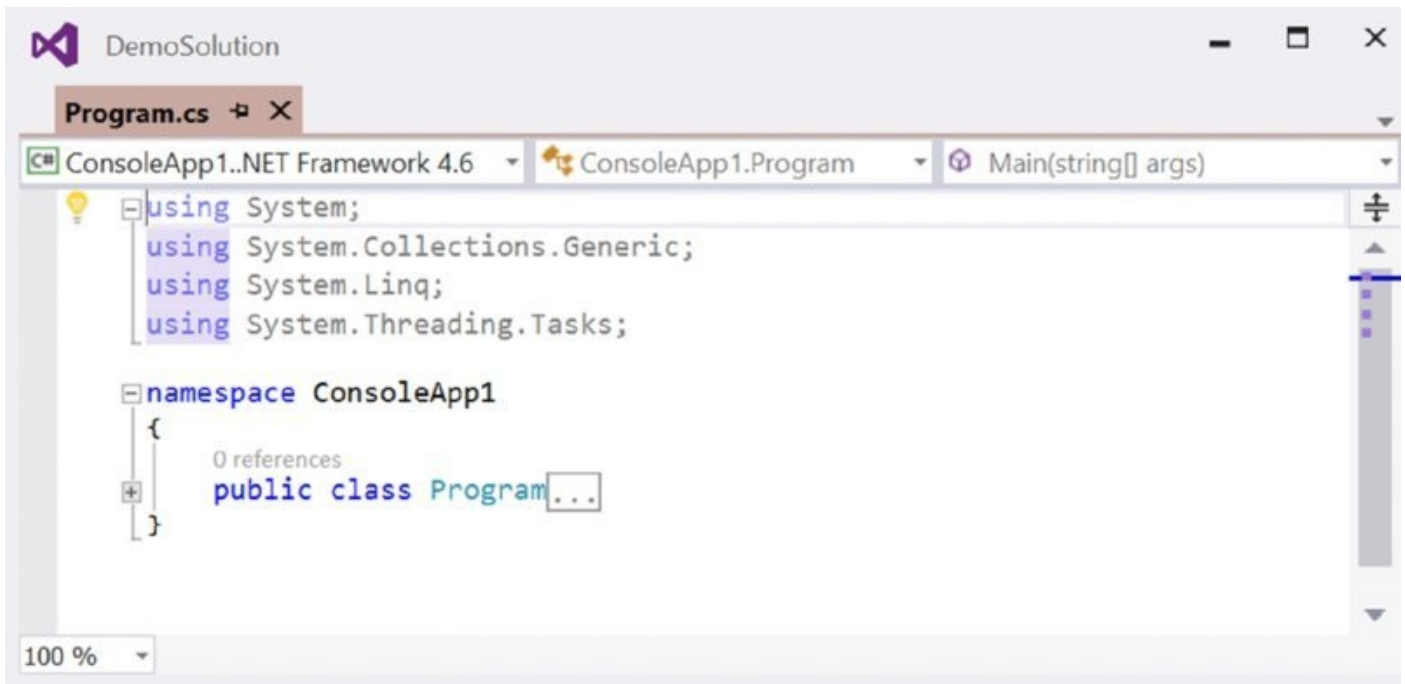 DemoSolution
Program.cs
C# ConsoleApp1..NET Framework 4.6 ConsoleApp1.Program Main(string[] args)
using System;
using System.Collections.Generic;
using System.Linq;
using System.Threading.Tasks;
namespace ConsoleApp1
{
0 references
public class Program...
}
100 %